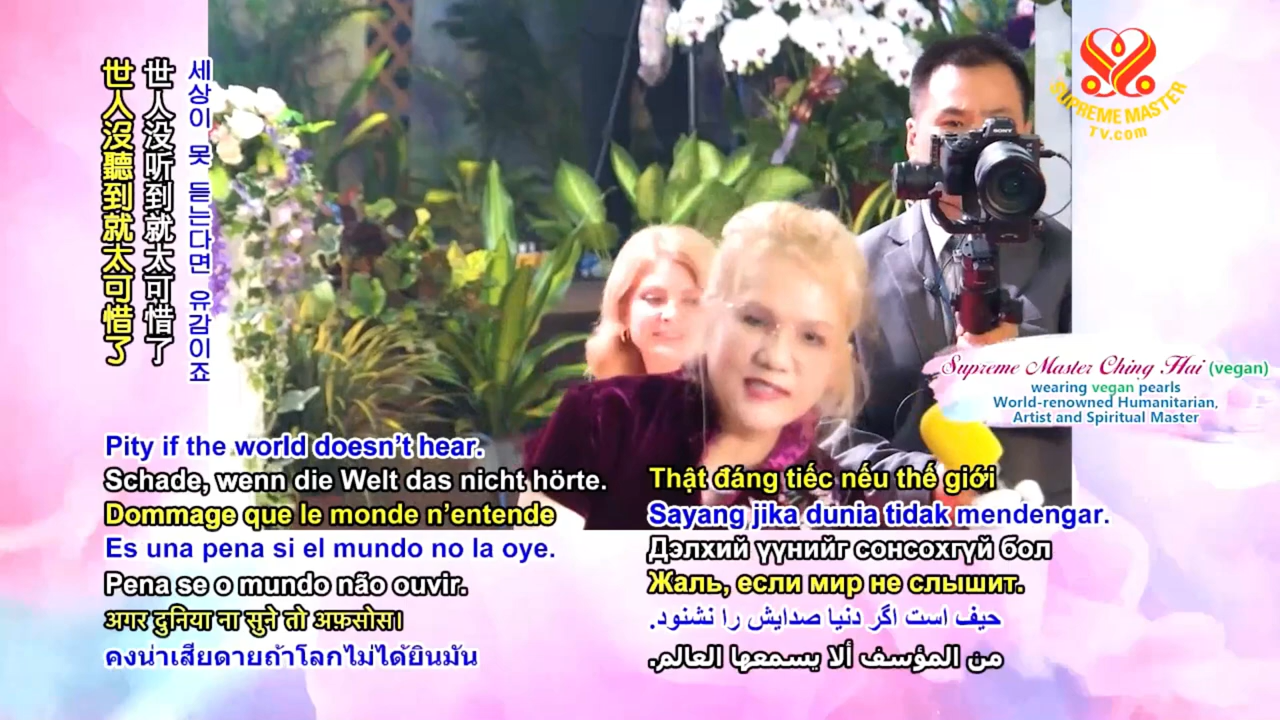 世人沒聽到就太可惜了
世人没听到就太可惜了
세상이 못 듣는다면 유감이죠
SUPREME MASTER
TV.com
SONY
Supreme Master Ching Hai (vegan)
wearing vegan pearls
World-renowned Humanitarian,
Artist and Spiritual Master
Pity if the world doesn’t hear.
Schade, wenn die Welt das nicht hörte.
Dommage que le monde n’entende
Es una pena si el mundo no la oye.
Pena se o mundo não ouvir.
अगर दुनिया ना सुने तो अफ़सोस।
คงน่าเสียดายถ้าโลกไม่ได้ยินมัน
Thật đáng tiếc nếu thế giới
Sayang jika dunia tidak mendengar.
Дэлхий үүнийг сонсохгүй бол
Жаль, если мир не слышит.
حیف است اگر دنیا صدایش را نشنود.
من المؤسف ألا يسمعها العالم.